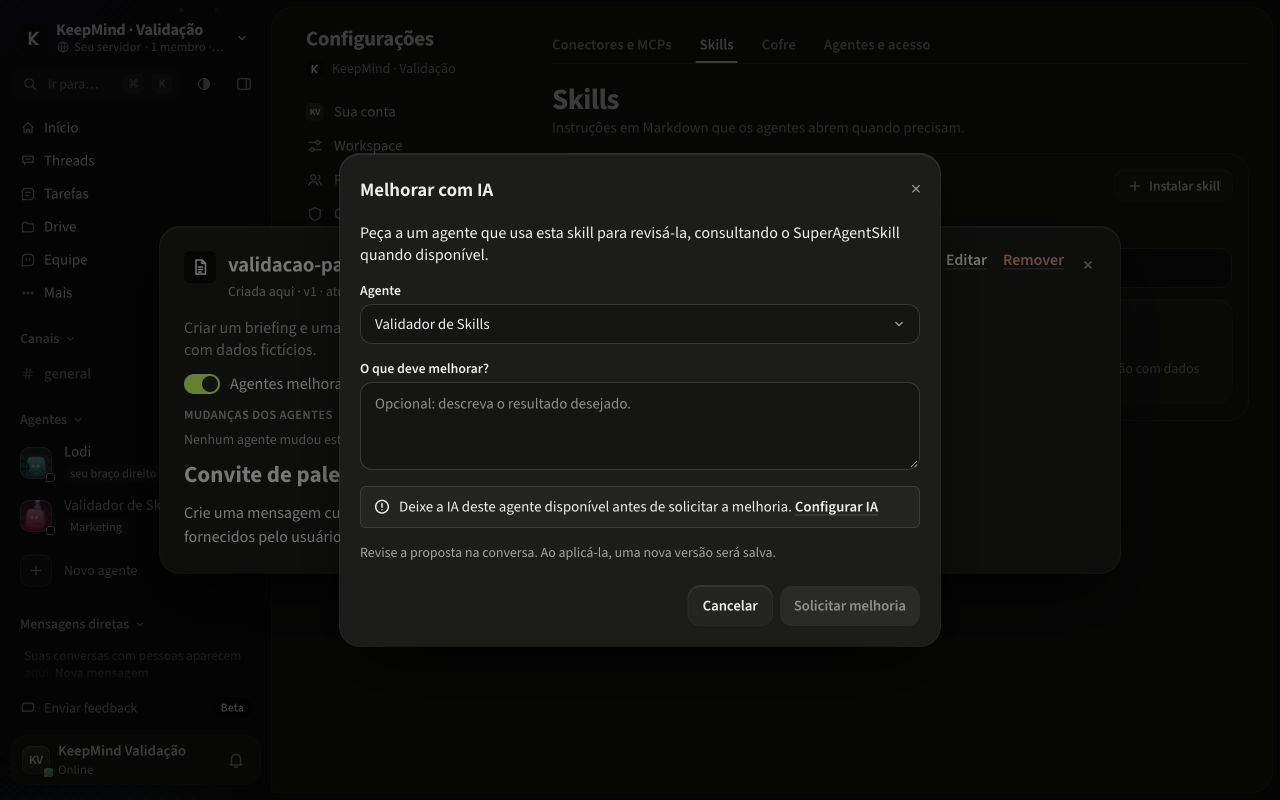 KeepMind · Validação
Seu servidor · 1 membro ·…
Ir para…
⌘ K
Início
Threads
Tarefas
Drive
Equipe
Mais
Canais
# general
Agentes
Lodi
seu braço direito
Validador de Sk
Marketing
Novo agente
Mensagens diretas
Suas conversas com pessoas aparecem
aqui. Nova mensagem
Enviar feedback
Beta
KV
KeepMind Validação
Online
Configurações
K KeepMind · Validação
KV Sua conta
Workspace
Conectores e MCPs
Skills
Cofre
Agentes e acesso
Skills
Instruções em Markdown que os agentes abrem quando precisam.
Instalar skill
ão com dados
validacao-pa
Criada aqui · v1 · at
Editar
Remover
Criar um briefing e uma
com dados fictícios.
Agentes melhora
MUDANÇAS DOS AGENTES
Nenhum agente mudou est
Convite de pale
Crie uma mensagem cu
fornecidos pelo usuário
Melhorar com IA
Peça a um agente que usa esta skill para revisá-la, consultando o SuperAgentSkill
quando disponível.
Agente
Validador de Skills
O que deve melhorar?
Opcional: descreva o resultado desejado.
Deixe a IA deste agente disponível antes de solicitar a melhoria. Configurar IA
Revise a proposta na conversa. Ao aplicá-la, uma nova versão será salva.
Cancelar
Solicitar melhoria